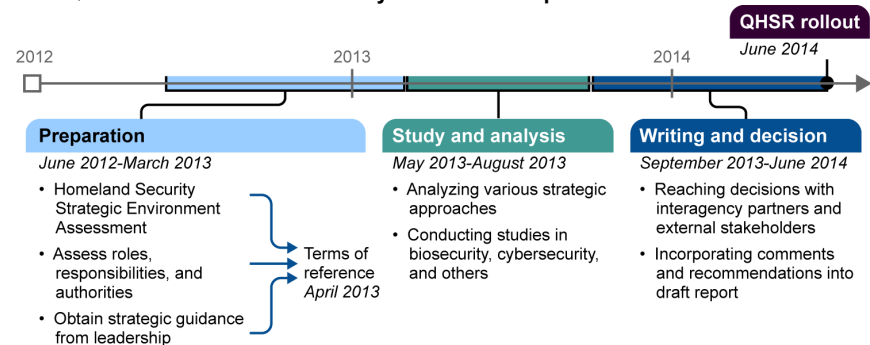 QHSR rollout
June 2014
2012
2013
2014
Preparation
June 2012-March 2013
• Homeland Security
Strategic Environment
Assessment
• Assess roles,
responsibilities, and
authorities
• Obtain strategic guidance
from leadership
Terms of
reference
April 2013
Study and analysis
May 2013-August 2013
• Analyzing various strategic
approaches
• Conducting studies in
biosecurity, cybersecurity,
and others
Writing and decision
September 2013-June 2014
• Reaching decisions with
interagency partners and
external stakeholders
• Incorporating comments
and recommendations into
draft report